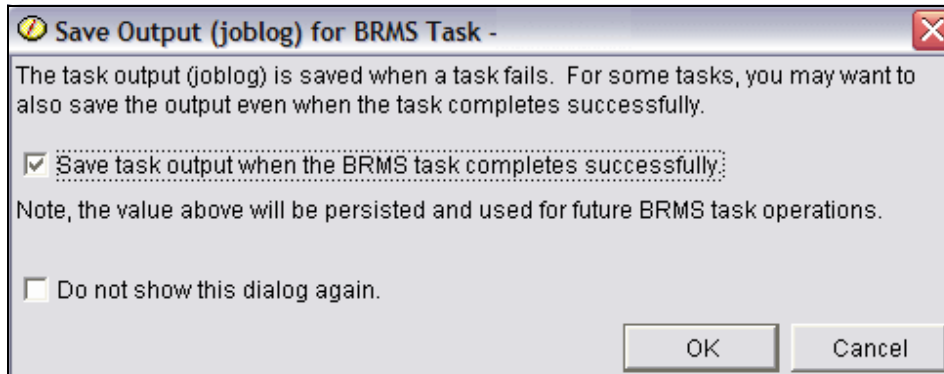 Save Output (joblog) for BRMS Task -
The task output (joblog) is saved when a task fails.  For some tasks, you may want to
also save the output even when the task completes successfully.
Save task output when the BRMS task completes successfully.
Note, the value above will be persisted and used for future BRMS task operations.
Do not show this dialog again.
OK
Cancel